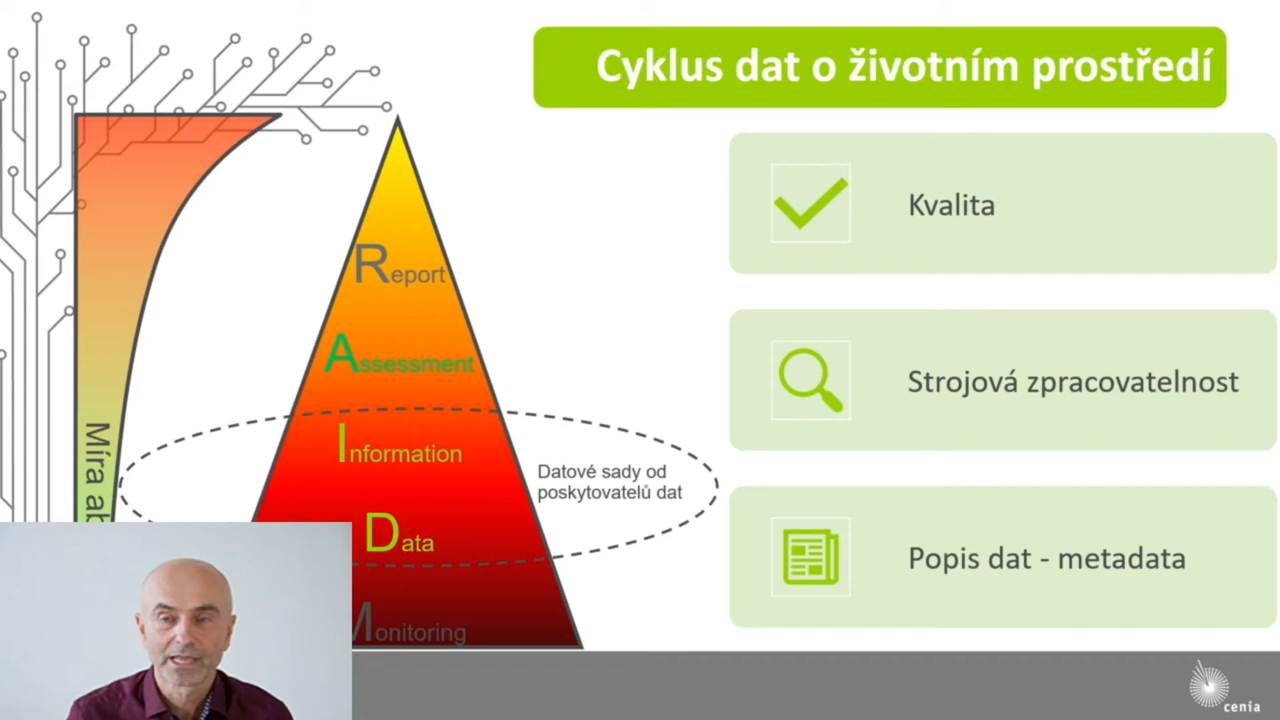 Cyklus dat o životním prostředí
Report
Assessment
Information
Data
Monitoring
Míra
Datové sady od
poskytovatelů dat
Kvalita
Strojová zpracovatelnost
Popis dat - metadata
cenia